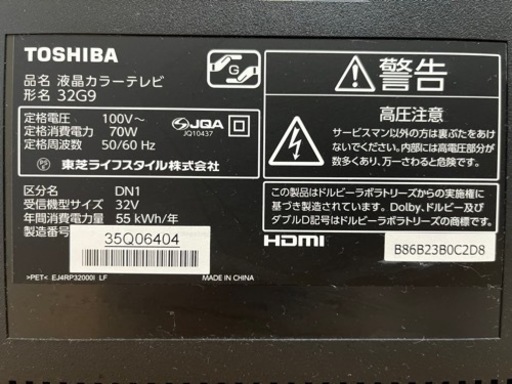 TOSHIBA
品名 液晶カラーテレビ
形名 32G9
定格電圧 100V～
定格消費電力 70W
定格周波数 50/60 Hz
JQA
JQ10437
東芝ライフスタイル株式会社
区分名 DN1
受信機型サイズ 32V
年間消費電力量 55 kWh/年
製造番号
35Q06404
>PET< EJ4RP32000I LF
MADE IN CHINA
G
警告
高圧注意
サービスマン以外の方は裏ぶたをあけ
ないでください。内部には高電圧部分が
数多くあり、万一さわると危険です。
この製品はドルビーラボラトリーズからの実施権に
基づき製造されています。Dolby、ドルビー及び
ダブルD記号はドルビーラボラトリーズの商標です。
HDMI
B86B23B0C2D8